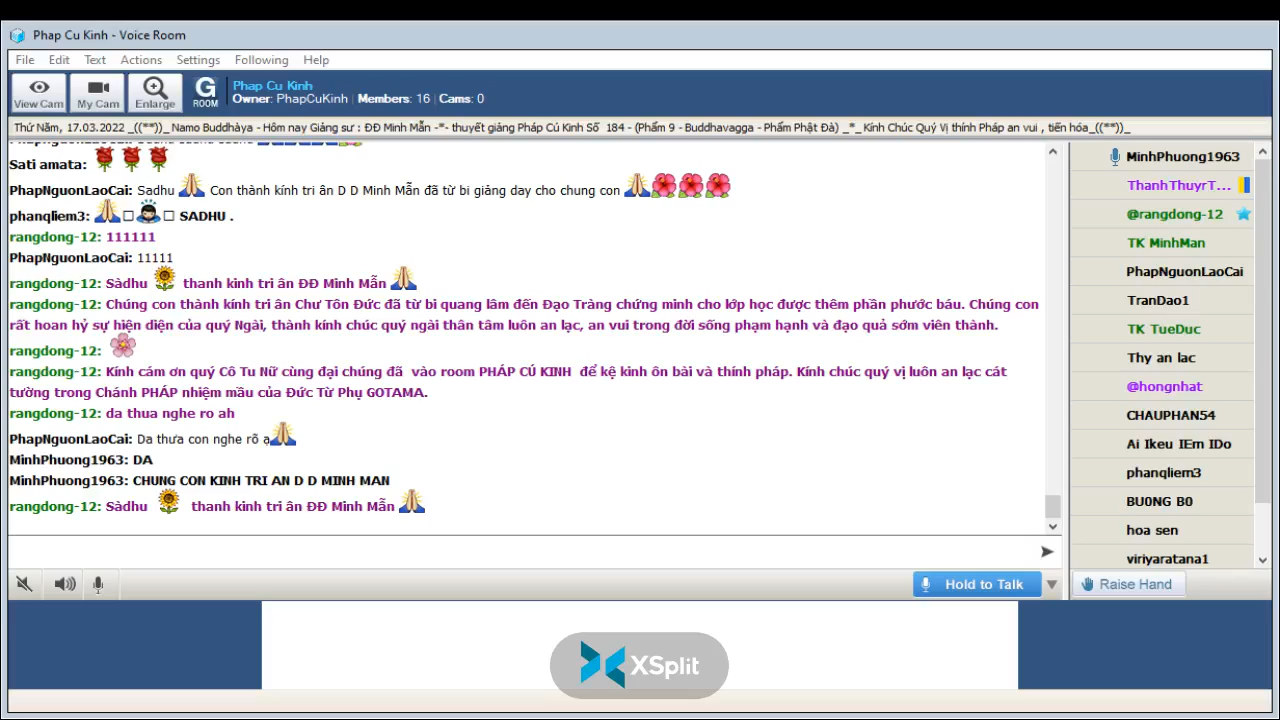 Phap Cu Kinh - Voice Room
File Edit Text Actions Settings Following Help
View Cam My Cam Enlarge G ROOM
Phap Cu Kinh
Owner: PhapCuKinh | Members: 16 | Cams: 0
Thứ Năm, 17.03.2022 _((**))_ Namo Buddhàya - Hôm nay Giảng sư : ĐĐ Minh Mẫn -*- thuyết giảng Pháp Cú Kinh Số 184 - (Phẩm 9 - Buddhavagga - Phẩm Phật Đà) _*_ Kính Chúc Quý Vị thính Pháp an vui , tiến hóa_((**))_
Sati amata:
PhapNguonLaoCai: Sadhu Con thành kính tri ân D D Minh Mẫn đã từ bi giăng day cho chung con
phanqliem3: SADHU .
rangdong-12: 111111
PhapNguonLaoCai: 11111
rangdong-12: Sàdhu thanh kinh tri ân ĐĐ Minh Mẫn
rangdong-12: Chúng con thành kính tri ân Chư Tôn Đức đã từ bi quang lâm đến Đạo Tràng chứng minh cho lớp học được thêm phần phước báu. Chúng con
rất hoan hỷ sự hiện diện của quý Ngài, thành kính chúc quý ngài thân tâm luôn an lạc, an vui trong đời sống phạm hạnh và đạo quả sớm viên thành.
rangdong-12:
rangdong-12: Kính cám ơn quý Cô Tu Nữ cùng đại chúng đã vào room PHÁP CÚ KINH để kệ kinh ôn bài và thính pháp. Kính chúc quý vị luôn an lạc cát
tường trong Chánh PHÁP nhiệm mầu của Đức Từ Phụ GOTAMA.
rangdong-12: da thua nghe ro ah
PhapNguonLaoCai: Da thưa con nghe rõ ạ
MinhPhuong1963: DA
MinhPhuong1963: CHUNG CON KINH TRI AN D D MINH MAN
rangdong-12: Sàdhu thanh kinh tri ân ĐĐ Minh Mẫn
MinhPhuong1963
ThanhThuyrT...
@rangdong-12
TK MinhMan
PhapNguonLaoCai
TranDao1
TK TueDuc
Thy an lac
@hongnhat
CHAUPHAN54
Ai Ikeu IEm IDo
phanqliem3
BU0NG B0
hoa sen
viriyaratana1
Hold to Talk
Raise Hand
XSplit